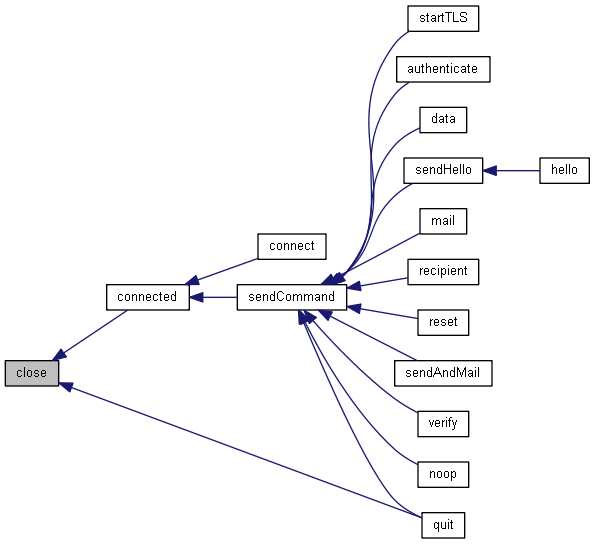 startTLS
authenticate
data
sendHello
hello
mail
connect
recipient
connected
sendCommand
reset
close
sendAndMail
verify
noop
quit